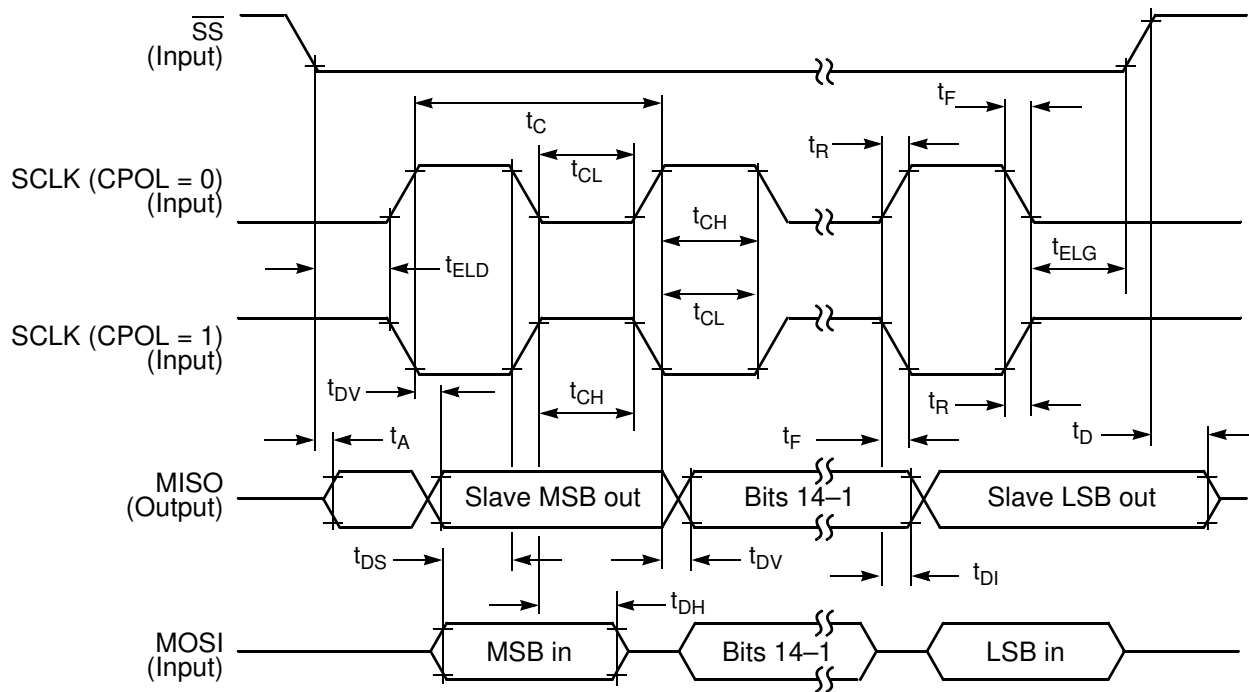 SS
(Input)
tF
tC
tR
SCLK (CPOL = 0)
(Input)
tCL
tCH
tELD
tELG
tCL
SCLK (CPOL = 1)
(Input)
tDV
tCH
tR
tA
tF
tD
MISO
(Output)
Slave MSB out
Bits 14–1
Slave LSB out
tDS
tDV
tDI
tDH
MOSI
(Input)
MSB in
Bits 14–1
LSB in